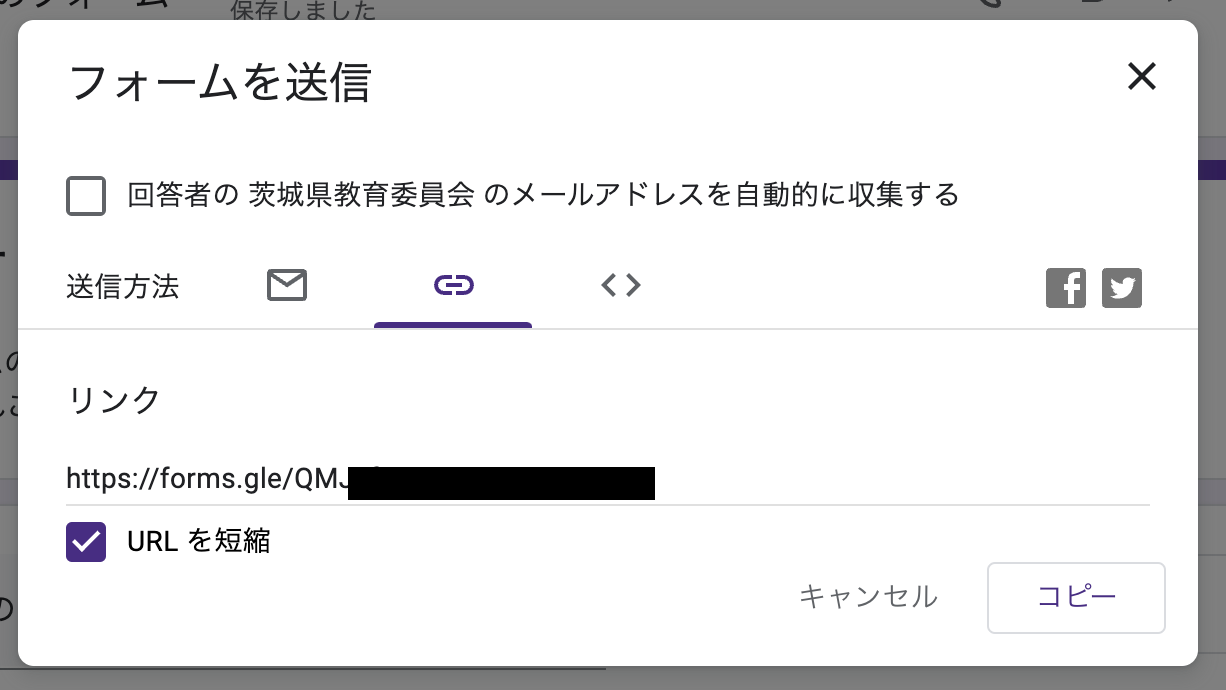 保存しました
フォームを送信
回答者の 茨城県教育委員会 のメールアドレスを自動的に収集する
送信方法
リンク
https://forms.gle/QMJ
URL を短縮
キャンセル
コピー